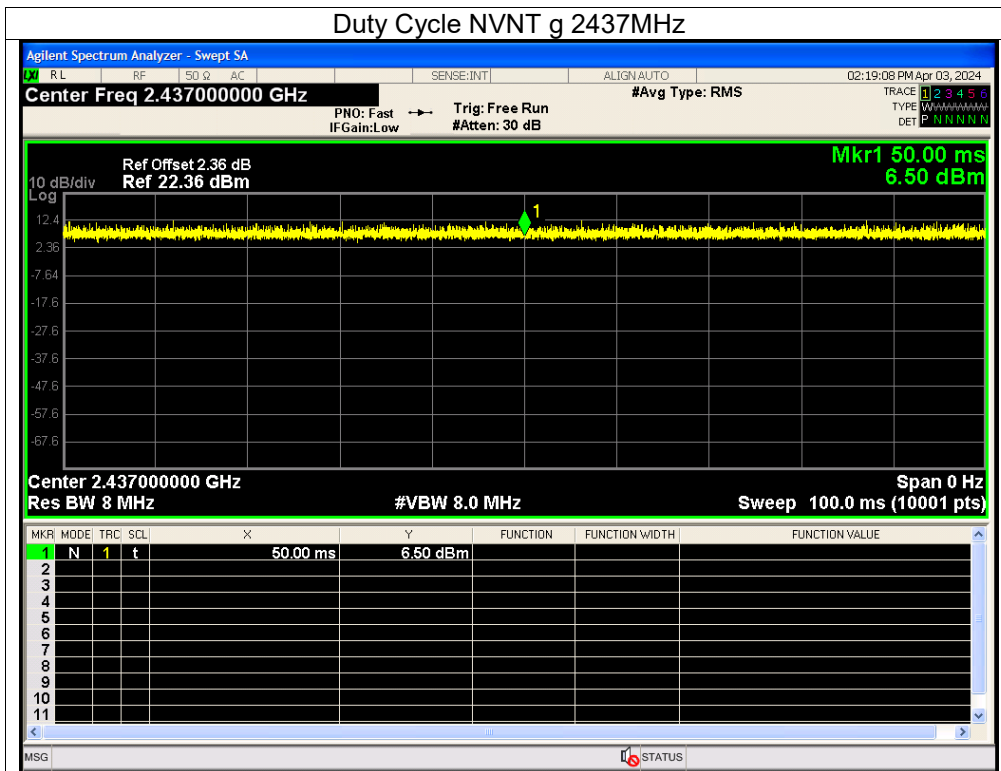 Duty Cycle NVNT g 2437MHz
Agilent Spectrum Analyzer - Swept SA
LXI RL RF 50 Ω AC SENSE:INT ALIGN AUTO 02:19:08 PM Apr 03, 2024
Center Freq 2.437000000 GHz #Avg Type: RMS TRACE 1 2 3 4 5 6
PNO: Fast Trig: Free Run TYPE WWWWWW
IFGain:Low #Atten: 30 dB DET P N N N N N
Mkr1 50.00 ms
Ref Offset 2.36 dB
10 dB/div Ref 22.36 dBm 6.50 dBm
Log
1
12.4
2.36
-7.64
-17.6
-27.6
-37.6
-47.6
-57.6
-67.6
Center 2.437000000 GHz Span 0 Hz
Res BW 8 MHz #VBW 8.0 MHz Sweep 100.0 ms (10001 pts)
MKR MODE TRC SCL X Y FUNCTION FUNCTION WIDTH FUNCTION VALUE
1 N 1 t 50.00 ms 6.50 dBm
2
3
4
5
6
7
8
9
10
11
MSG STATUS